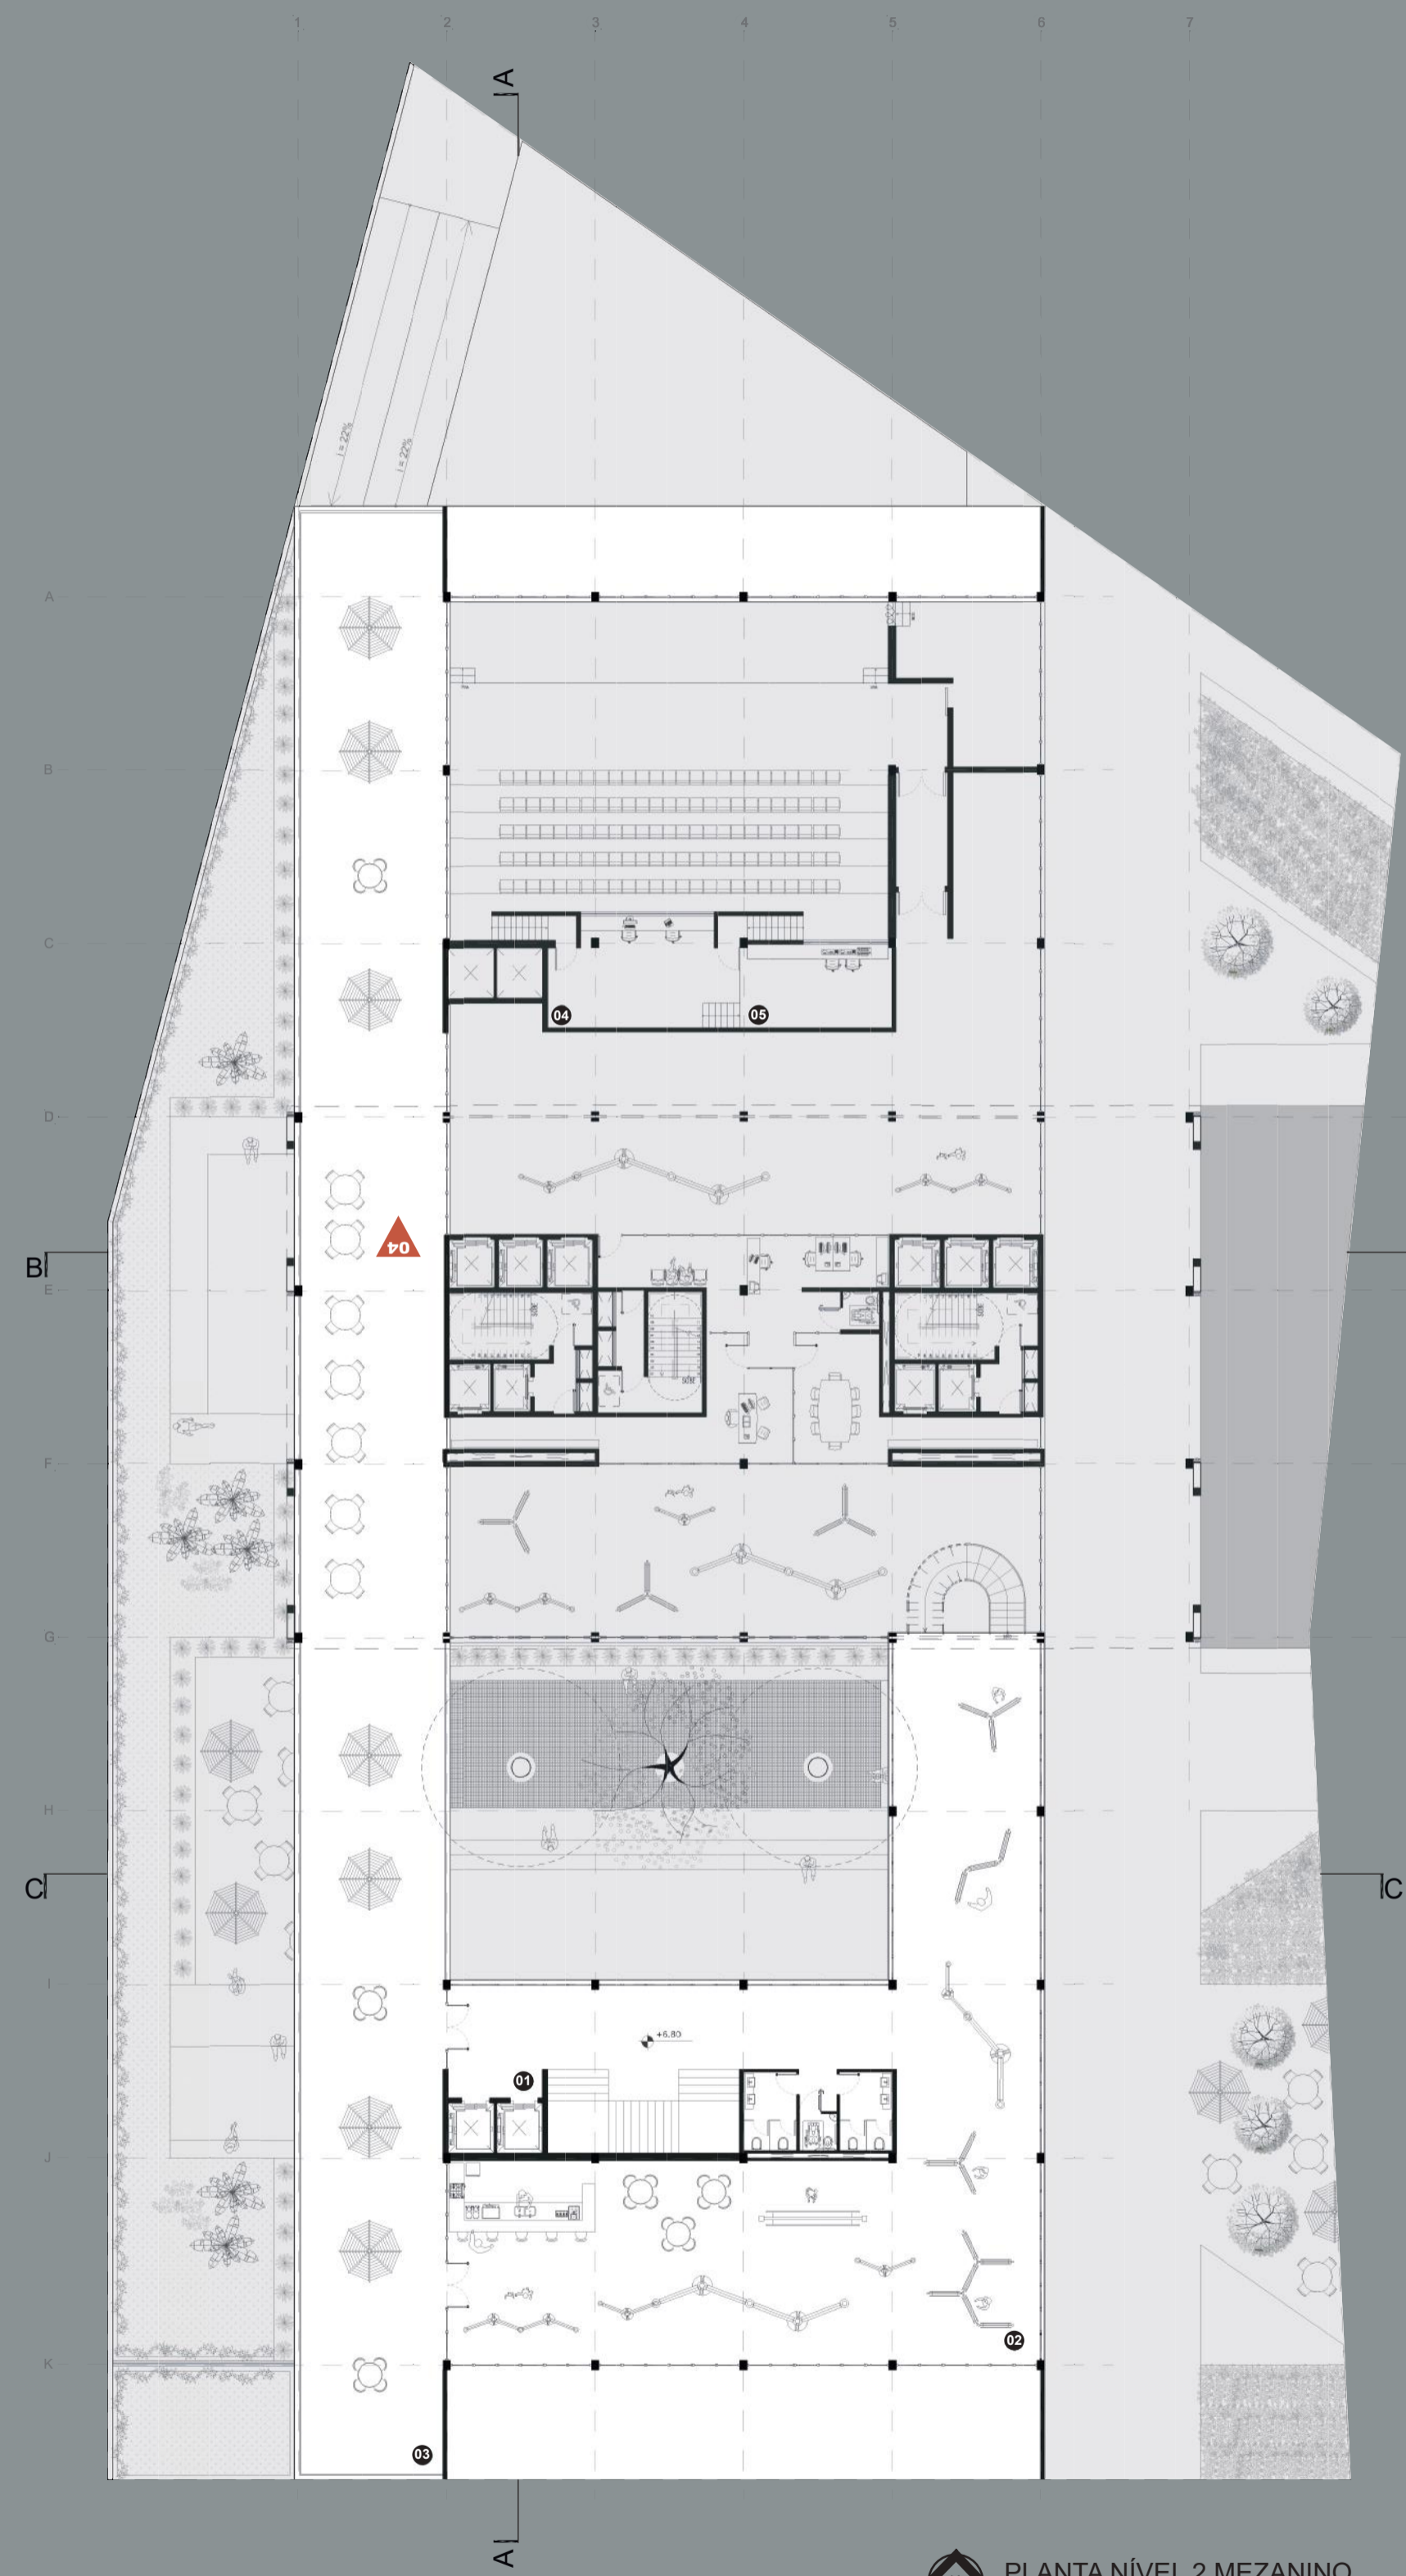 1 2 3 4 5 6 7
A
i = 22%
i = 22%
A
B
C
04 05
D
04
B
E
F
G
H
C C
I
+6.80
01
J
02
K
03
A
PLANTA NÍVEL 2 MEZANINO